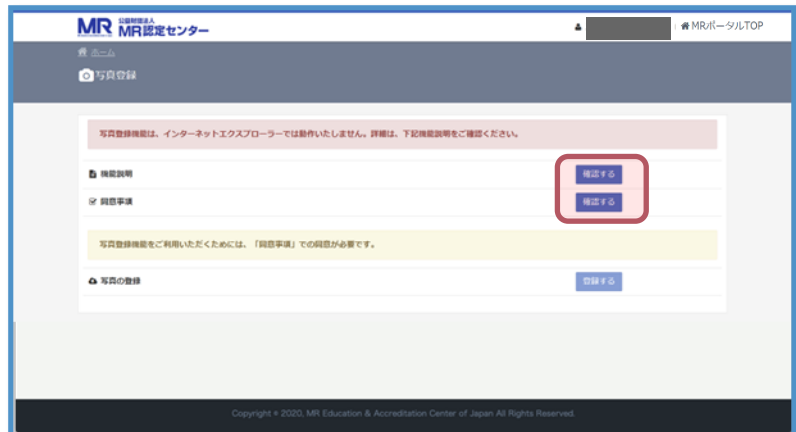 MR 公益財団法人
MR認定センター
MRポータルTOP
ホーム
写真登録
写真登録機能は、インターネットエクスプローラーでは動作いたしません。詳細は、下記機能説明をご確認ください。
機能説明 確認する
同意事項 確認する
写真登録機能をご利用いただくためには、「同意事項」での同意が必要です。
写真の登録 登録する
Copyright © 2020, MR Education & Accreditation Center of Japan All Rights Reserved.